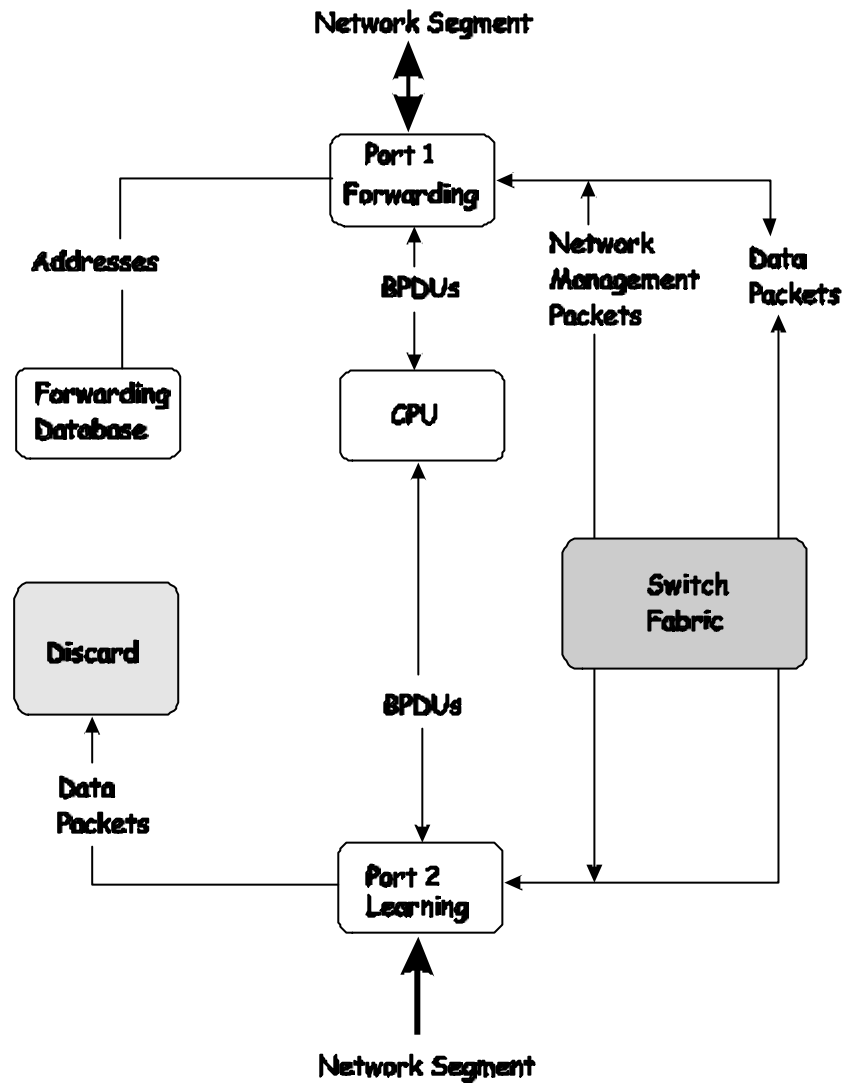 Network Segment
Port 1
Forwarding
Addresses
BPDUs
Network
Management
Packets
Data
Packets
Forwarding
Database
CPU
Switch
Fabric
Discard
BPDUs
Data
Packets
Port 2
Learning
Network Segment